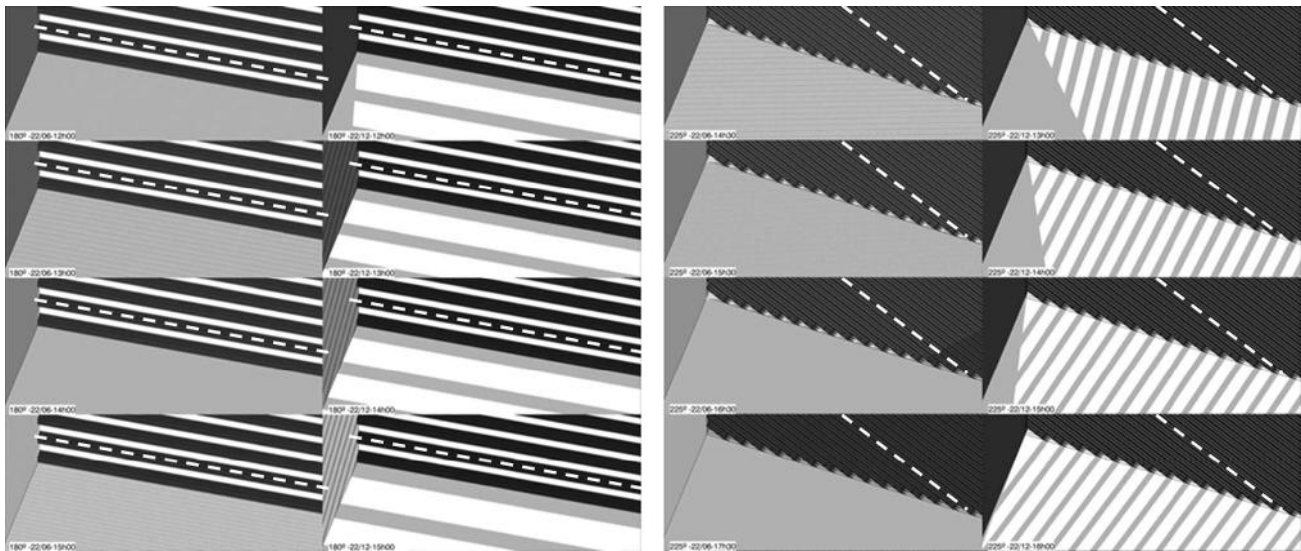 180º -22/06-12h00
180º -22/12-12h00
180º -22/06-13h00
180º -22/12-13h00
180º -22/06-14h00
180º -22/12-14h00
180º -22/06-15h00
180º -22/12-15h00
225º -22/06-14h30
225º -22/12-13h00
225º -22/06-15h30
225º -22/12-14h00
225º -22/06-16h30
225º -22/12-15h00
225º -22/06-17h30
225º -22/12-16h00